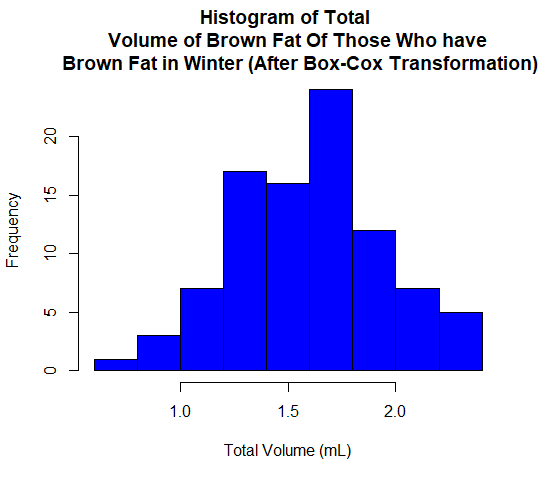 Histogram of Total
Volume of Brown Fat Of Those Who have
Brown Fat in Winter (After Box-Cox Transformation)
Frequency
20
15
10
5
0
1.0 1.5 2.0
Total Volume (mL)